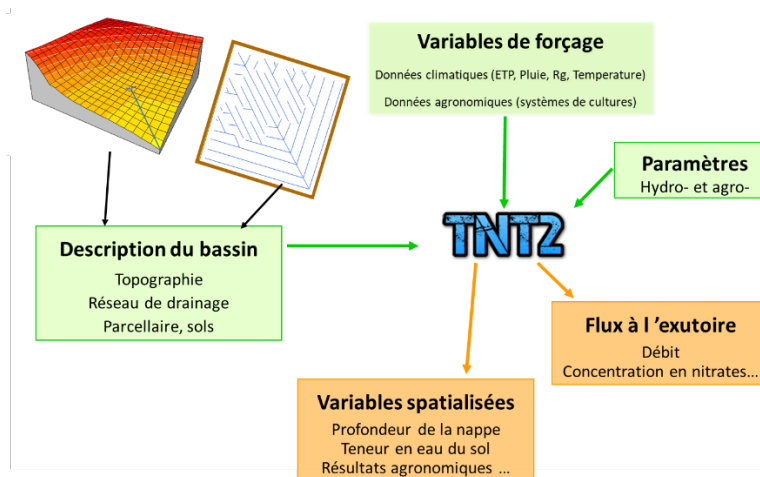 Variables de forçage
Données climatiques (ETP, Pluie, Rg, Temperature)
Données agronomiques (systèmes de cultures)
Paramètres
Hydro- et agro-
TNT2
Description du bassin
Topographie
Réseau de drainage
Parcellaire, sols
Flux à l ’exutoire
Débit
Concentration en nitrates…
Variables spatialisées
Profondeur de la nappe
Teneur en eau du sol
Résultats agronomiques …